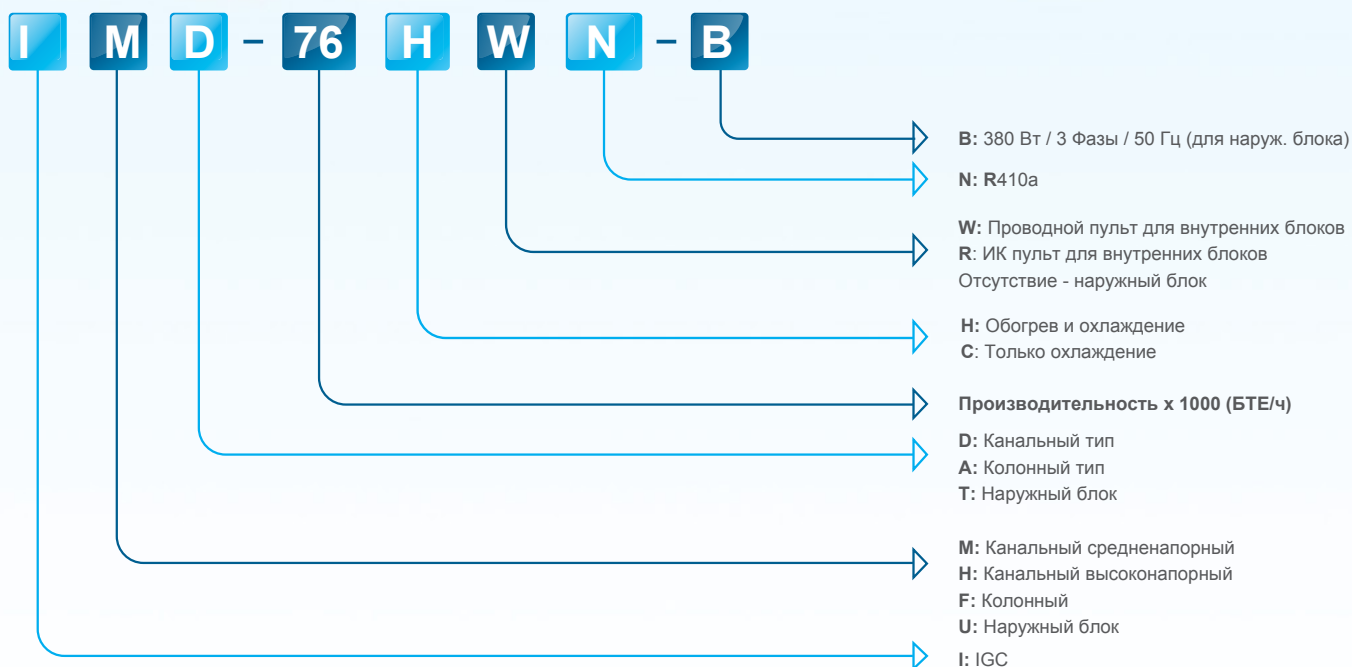 I M D – 76 H W N – B
B: 380 Вт / 3 Фазы / 50 Гц (для наруж. блока)
N: R410a
W: Проводной пульт для внутренних блоков
R: ИК пульт для внутренних блоков
Отсутствие - наружный блок
H: Обогрев и охлаждение
C: Только охлаждение
Производительность х 1000 (БТЕ/ч)
D: Канальный тип
A: Колонный тип
T: Наружный блок
M: Канальный средненапорный
H: Канальный высоконапорный
F: Колонный
U: Наружный блок
I: IGC